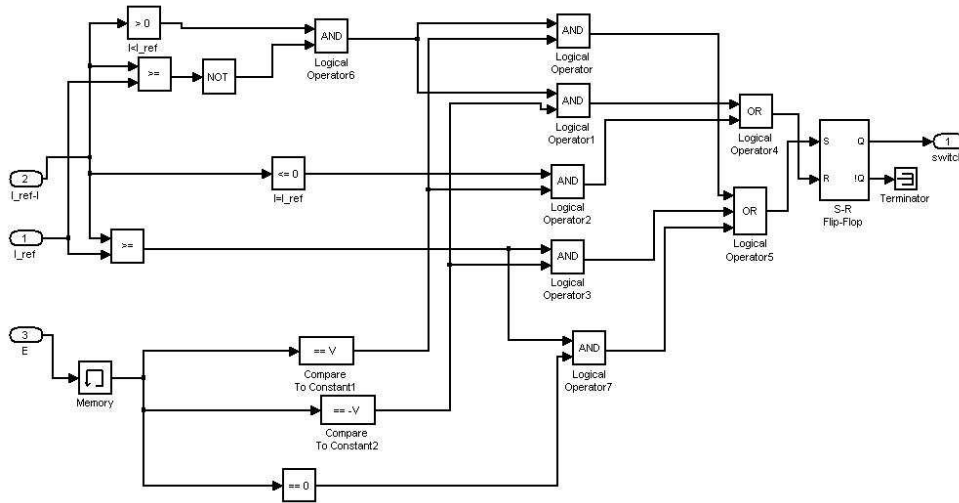 > 0
I<I_ref
AND
Logical
Operator6
>=
NOT
AND
Logical
Operator
AND
Logical
Operator1
OR
Logical
Operator4
S
Q
R
!Q
S-R
Flip-Flop
1
switch
Terminator
2
I_ref-I
<= 0
I=I_ref
AND
Logical
Operator2
OR
Logical
Operator5
1
I_ref
>=
AND
Logical
Operator3
3
E
Memory
== V
Compare
To Constant1
AND
Logical
Operator7
== -V
Compare
To Constant2
== 0